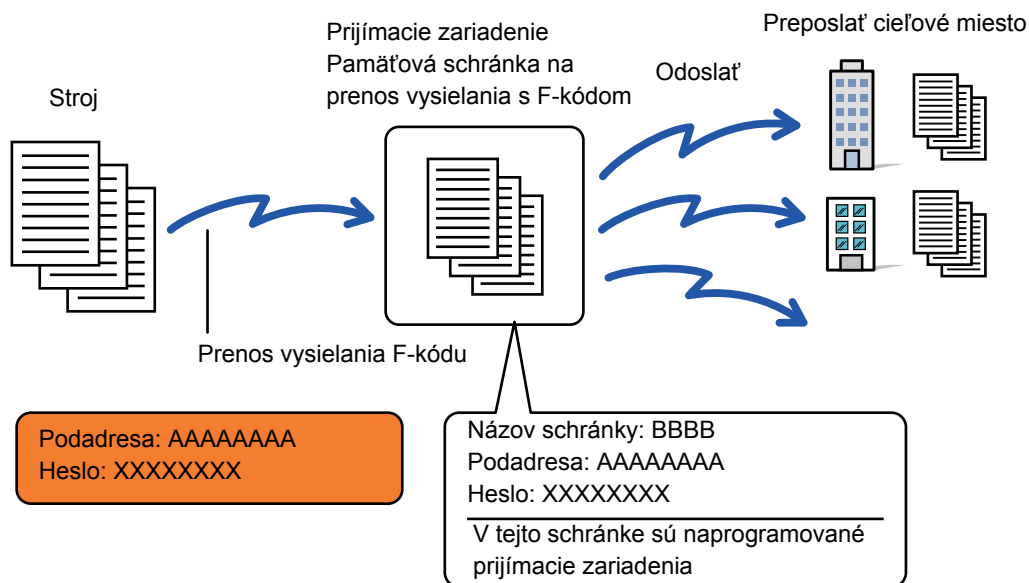 Stroj
Prijímacie zariadenie
Pamäťová schránka na
prenos vysielania s F-kódom
Odoslať
Preposlať cieľové miesto
Prenos vysielania F-kódu
Podadresa: AAAAAAAA
Heslo: XXXXXXXX
Názov schránky: BBBB
Podadresa: AAAAAAAA
Heslo: XXXXXXXX
V tejto schránke sú naprogramované
prijímacie zariadenia